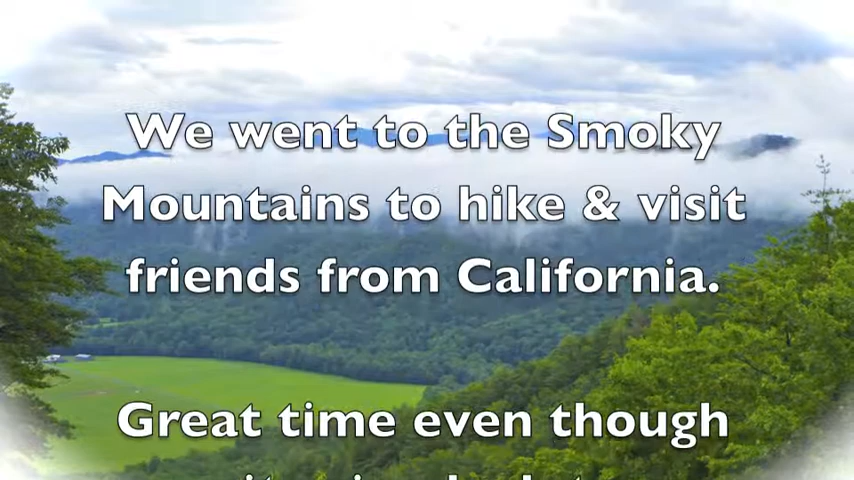 We went to the Smoky
Mountains to hike & visit
friends from California.
Great time even though